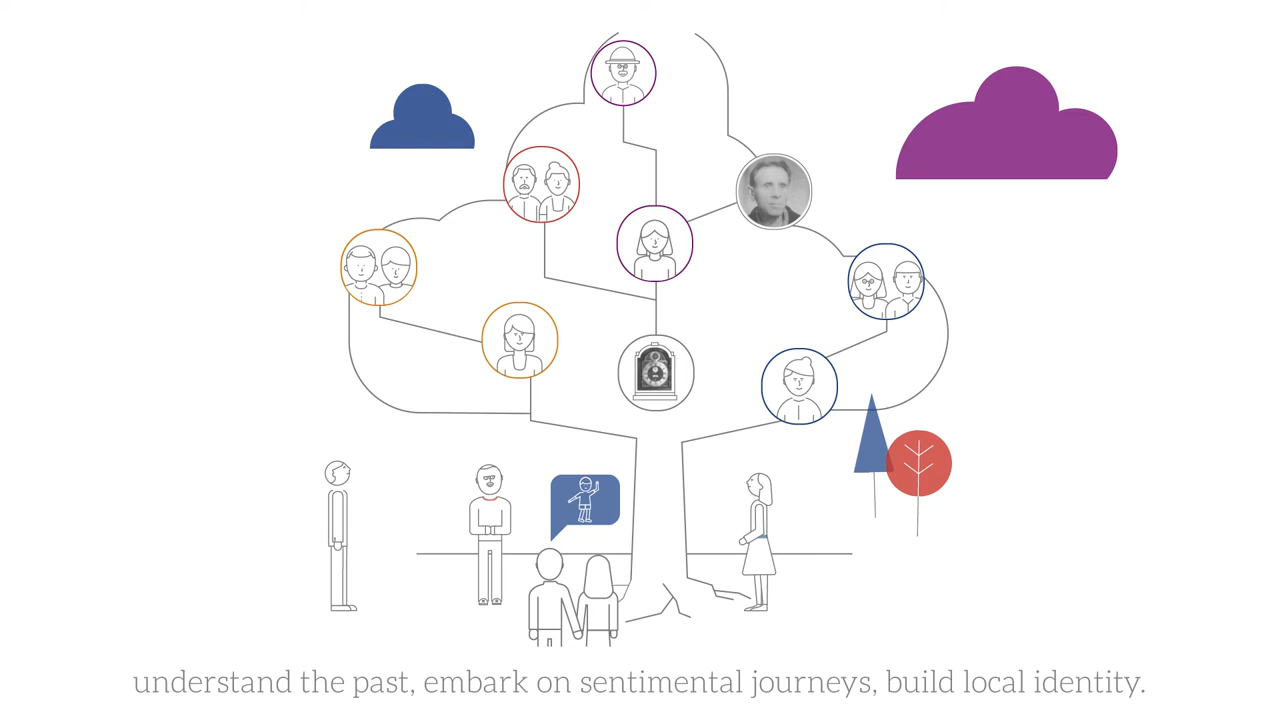 understand the past, embark on sentimental journeys, build local identity.